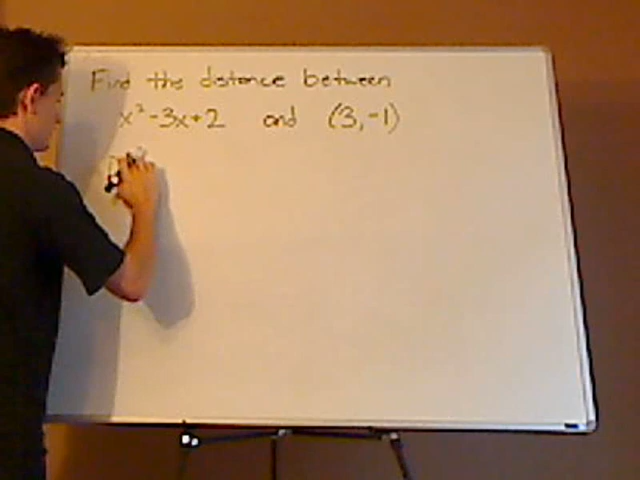 Find the distance between
x²-3x+2 and (3,-1)